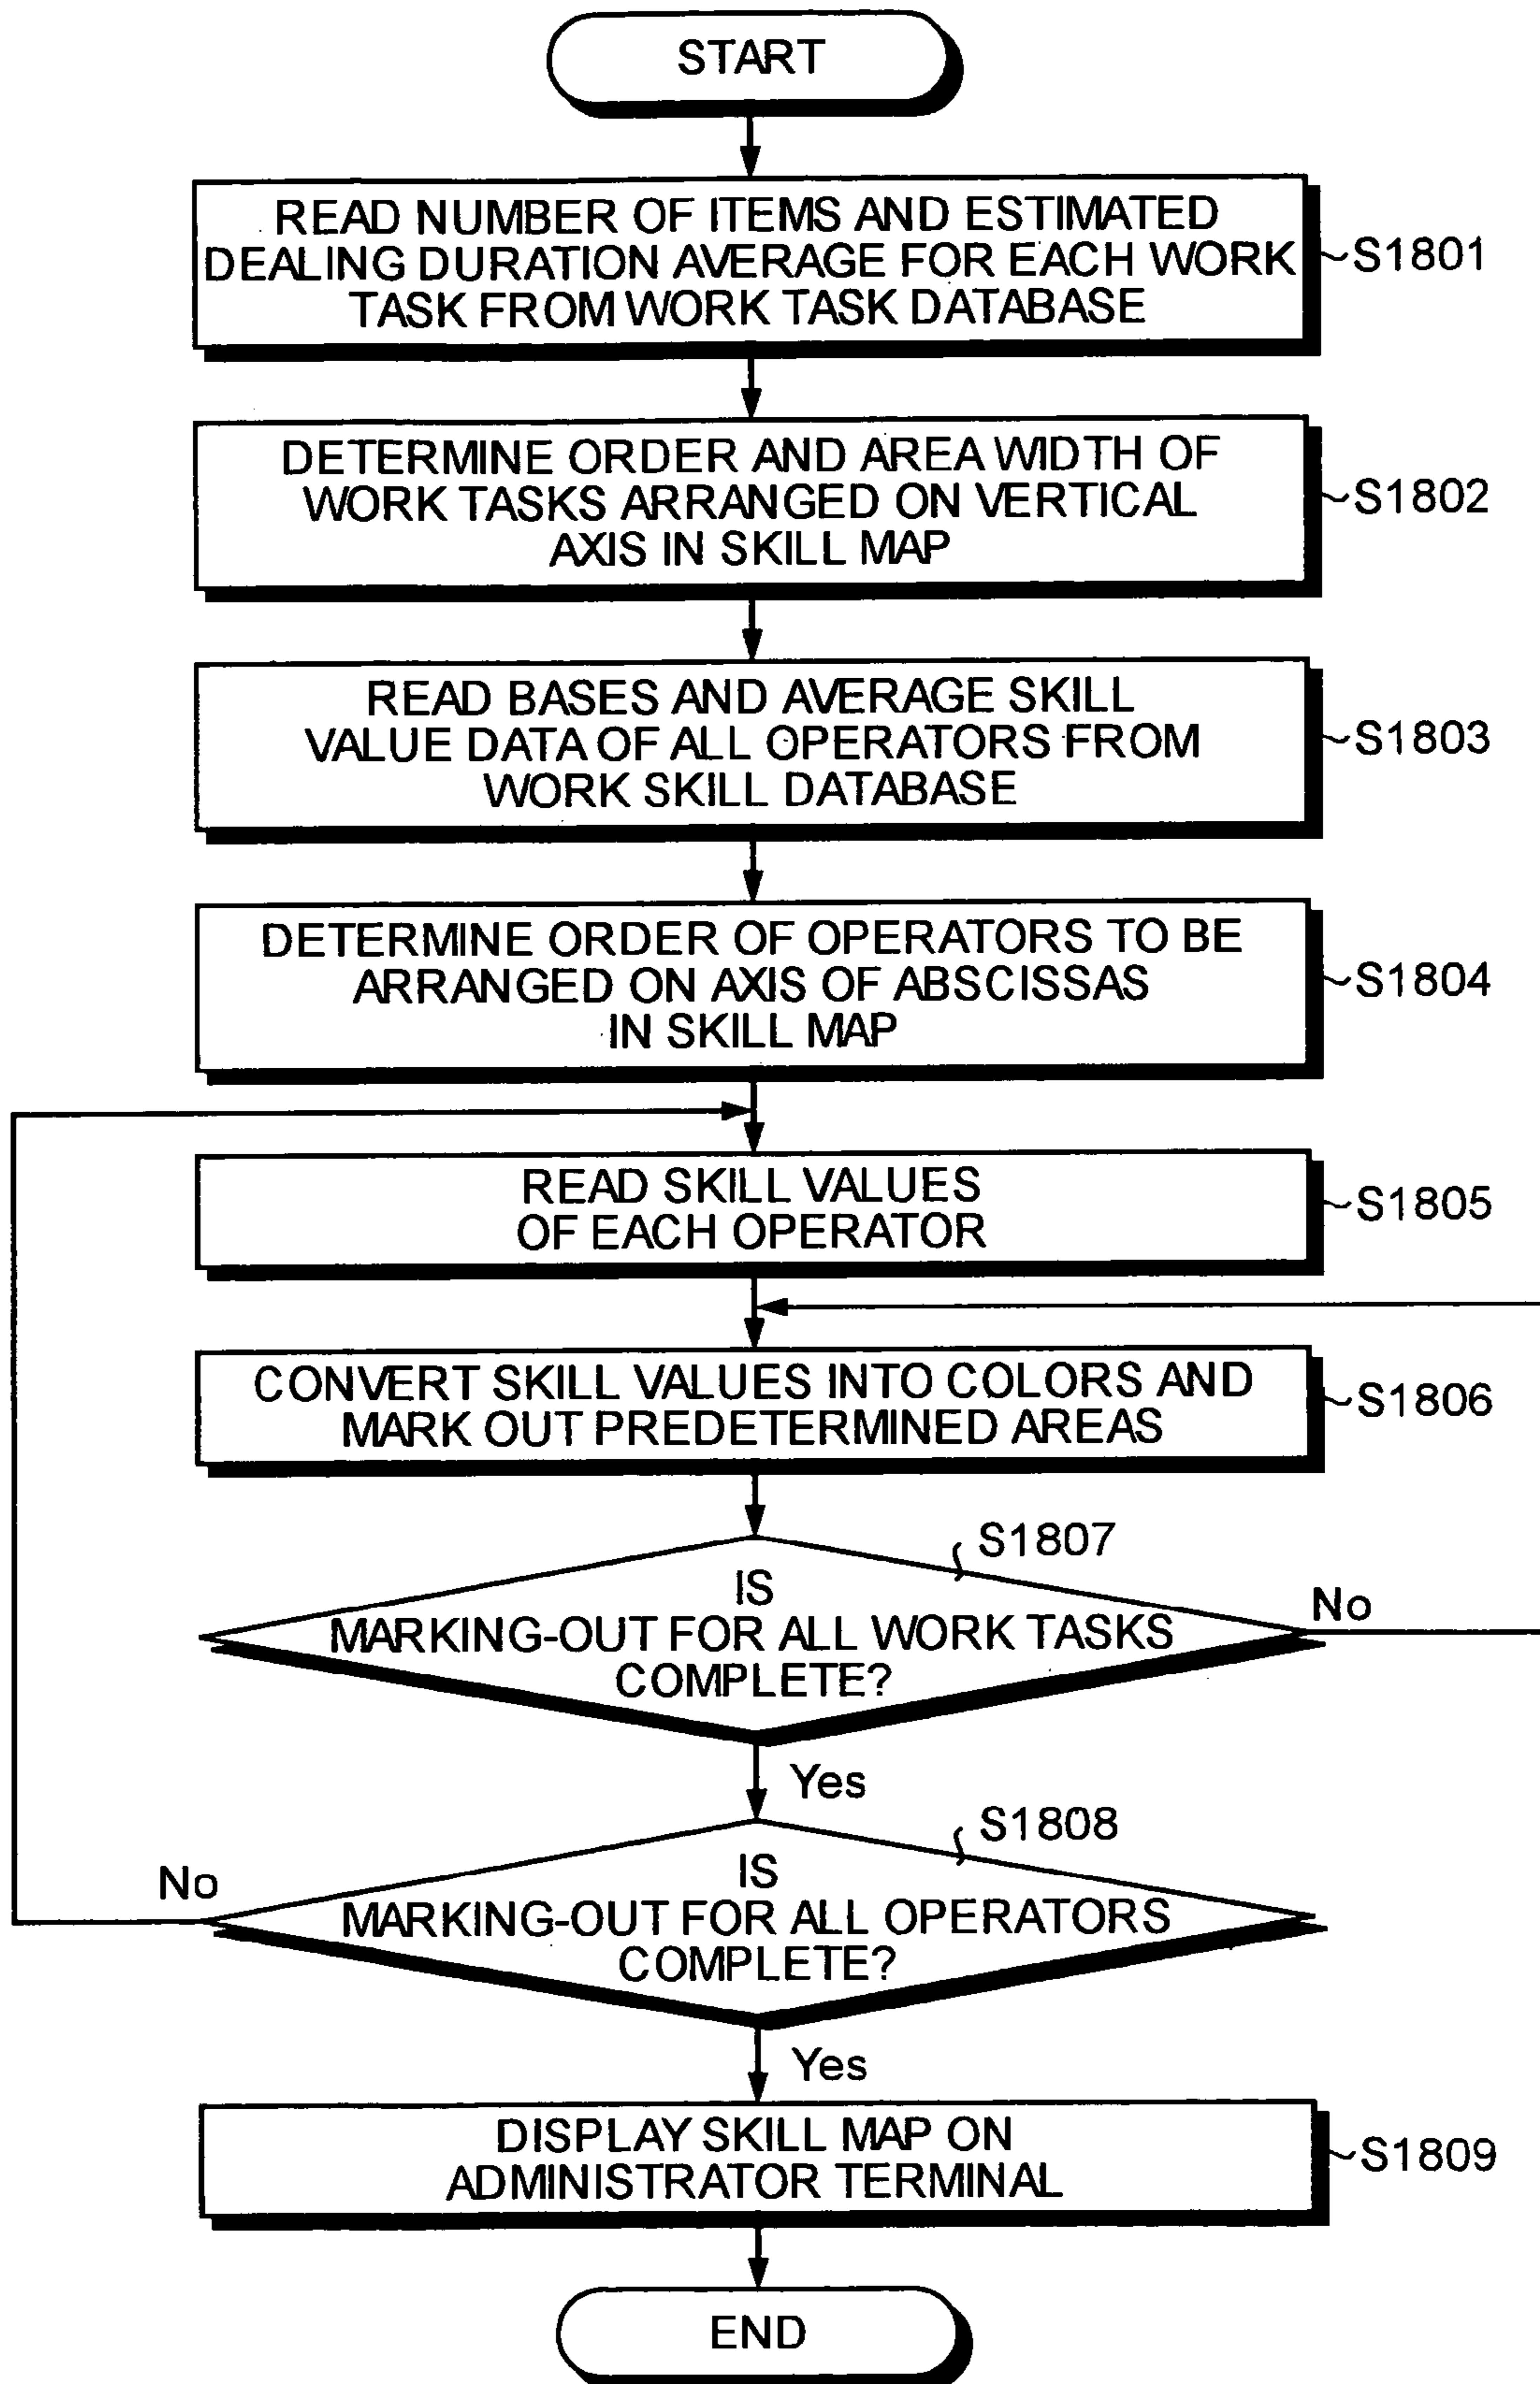 START
READ NUMBER OF ITEMS AND ESTIMATED
DEALING DURATION AVERAGE FOR EACH WORK
TASK FROM WORK TASK DATABASE
S1801
DETERMINE ORDER AND AREA WIDTH OF
WORK TASKS ARRANGED ON VERTICAL
AXIS IN SKILL MAP
S1802
READ BASES AND AVERAGE SKILL
VALUE DATA OF ALL OPERATORS FROM
WORK SKILL DATABASE
S1803
DETERMINE ORDER OF OPERATORS TO BE
ARRANGED ON AXIS OF ABSCISSAS
IN SKILL MAP
S1804
READ SKILL VALUES
OF EACH OPERATOR
S1805
CONVERT SKILL VALUES INTO COLORS AND
MARK OUT PREDETERMINED AREAS
S1806
S1807
IS
MARKING-OUT FOR ALL WORK TASKS
COMPLETE?
No
Yes
S1808
IS
MARKING-OUT FOR ALL OPERATORS
COMPLETE?
No
Yes
DISPLAY SKILL MAP ON
ADMINISTRATOR TERMINAL
S1809
END